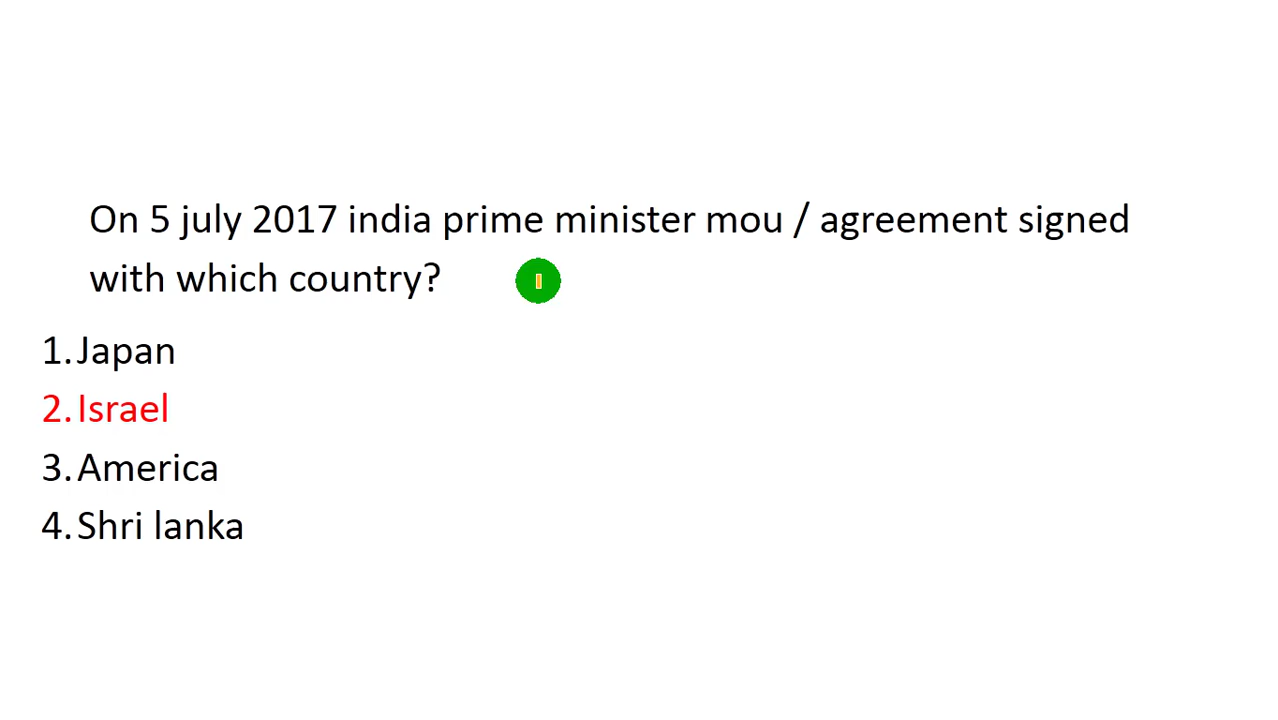 On 5 july 2017 india prime minister mou / agreement signed
with which country?
1. Japan
2. Israel
3. America
4. Shri lanka